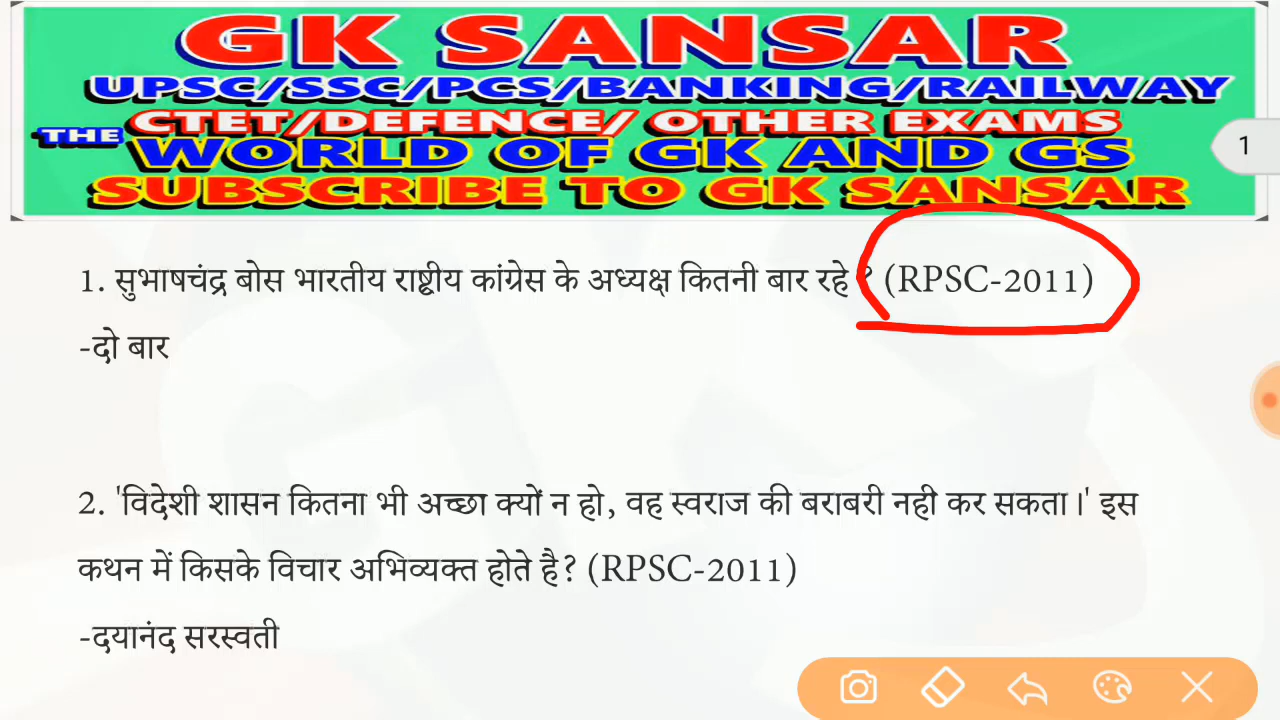 GK SANSAR
UPSC/SSC/PCS/BANKING/RAILWAY
CTET/DEFENCE/ OTHER EXAMS
THE WORLD OF GK AND GS
SUBSCRIBE TO GK SANSAR
1
1. सुभाषचंद्र बोस भारतीय राष्ट्रीय कांग्रेस के अध्यक्ष कितनी बार रहे ? (RPSC-2011)
-दो बार
2. 'विदेशी शासन कितना भी अच्छा क्यों न हो, वह स्वराज की बराबरी नही कर सकता।' इस
कथन में किसके विचार अभिव्यक्त होते है? (RPSC-2011)
-दयानंद सरस्वती